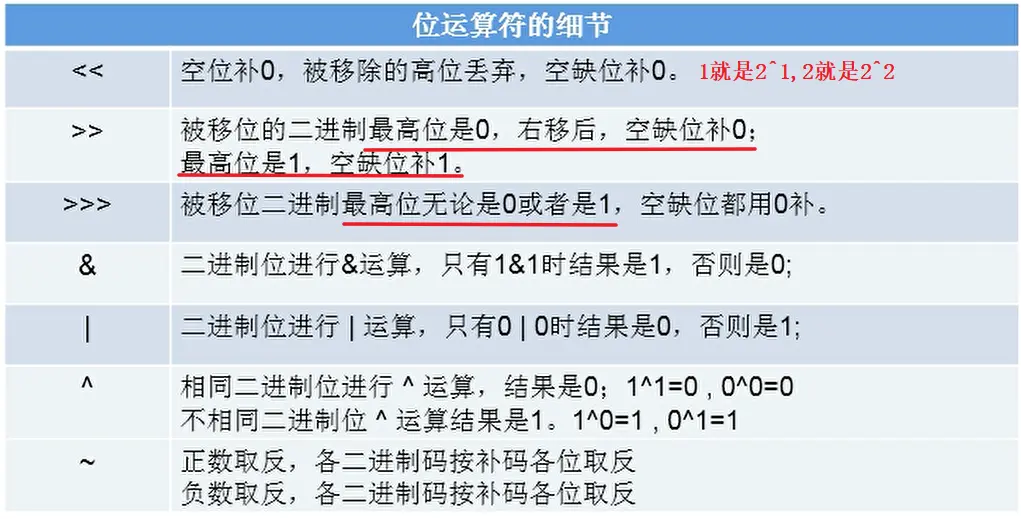 位运算符的细节
<< 空位补0，被移除的高位丢弃，空缺位补0。 1就是2^1,2就是2^2
>> 被移位的二进制最高位是0，右移后，空缺位补0；
最高位是1，空缺位补1。
>>> 被移位二进制最高位无论是0或者是1，空缺位都用0补。
& 二进制位进行&运算，只有1&1时结果是1，否则是0;
| 二进制位进行 | 运算，只有0 | 0时结果是0，否则是1;
^ 相同二进制位进行 ^ 运算，结果是0；1^1=0 , 0^0=0
不相同二进制位 ^ 运算结果是1。1^0=1 , 0^1=1
~ 正数取反，各二进制码按补码各位取反
负数取反，各二进制码按补码各位取反